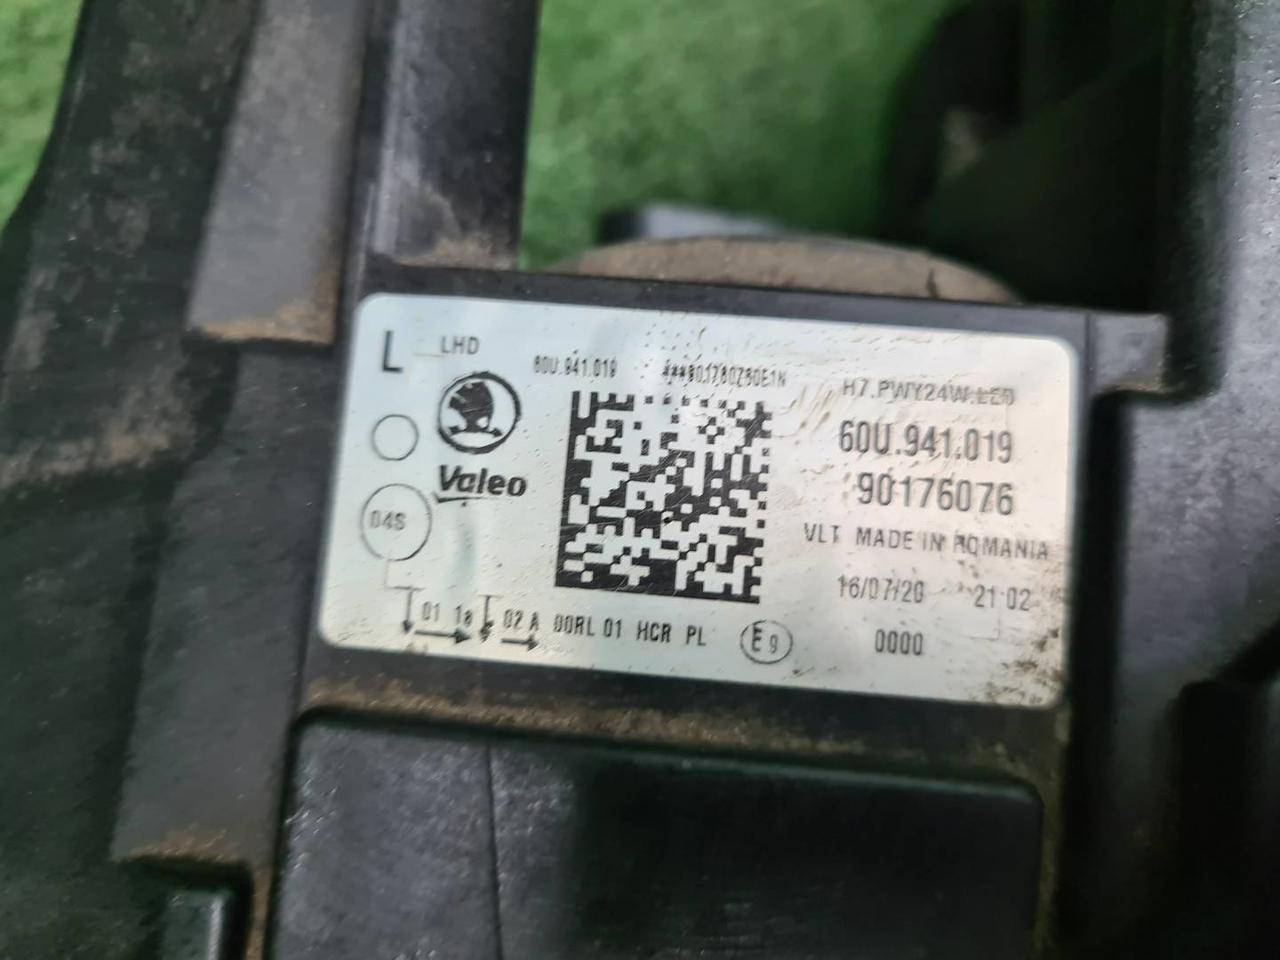 L LHD 60U.941.019 ###801780Z80E1N
H7.PWY24W.LED
60U.941.019
Valeo
90176076
04S
VLT MADE IN ROMANIA
16/07/20 21:02
01 1a 02 A 00RL 01 HCR PL E9 0000